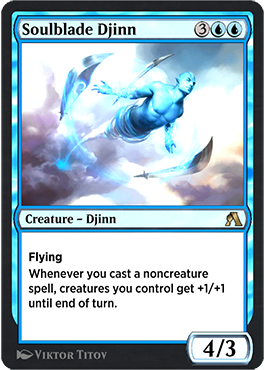 Soulblade Djinn 3
Creature – Djinn
Flying
Whenever you cast a noncreature
spell, creatures you control get +1/+1
until end of turn.
Viktor Titov
4/3